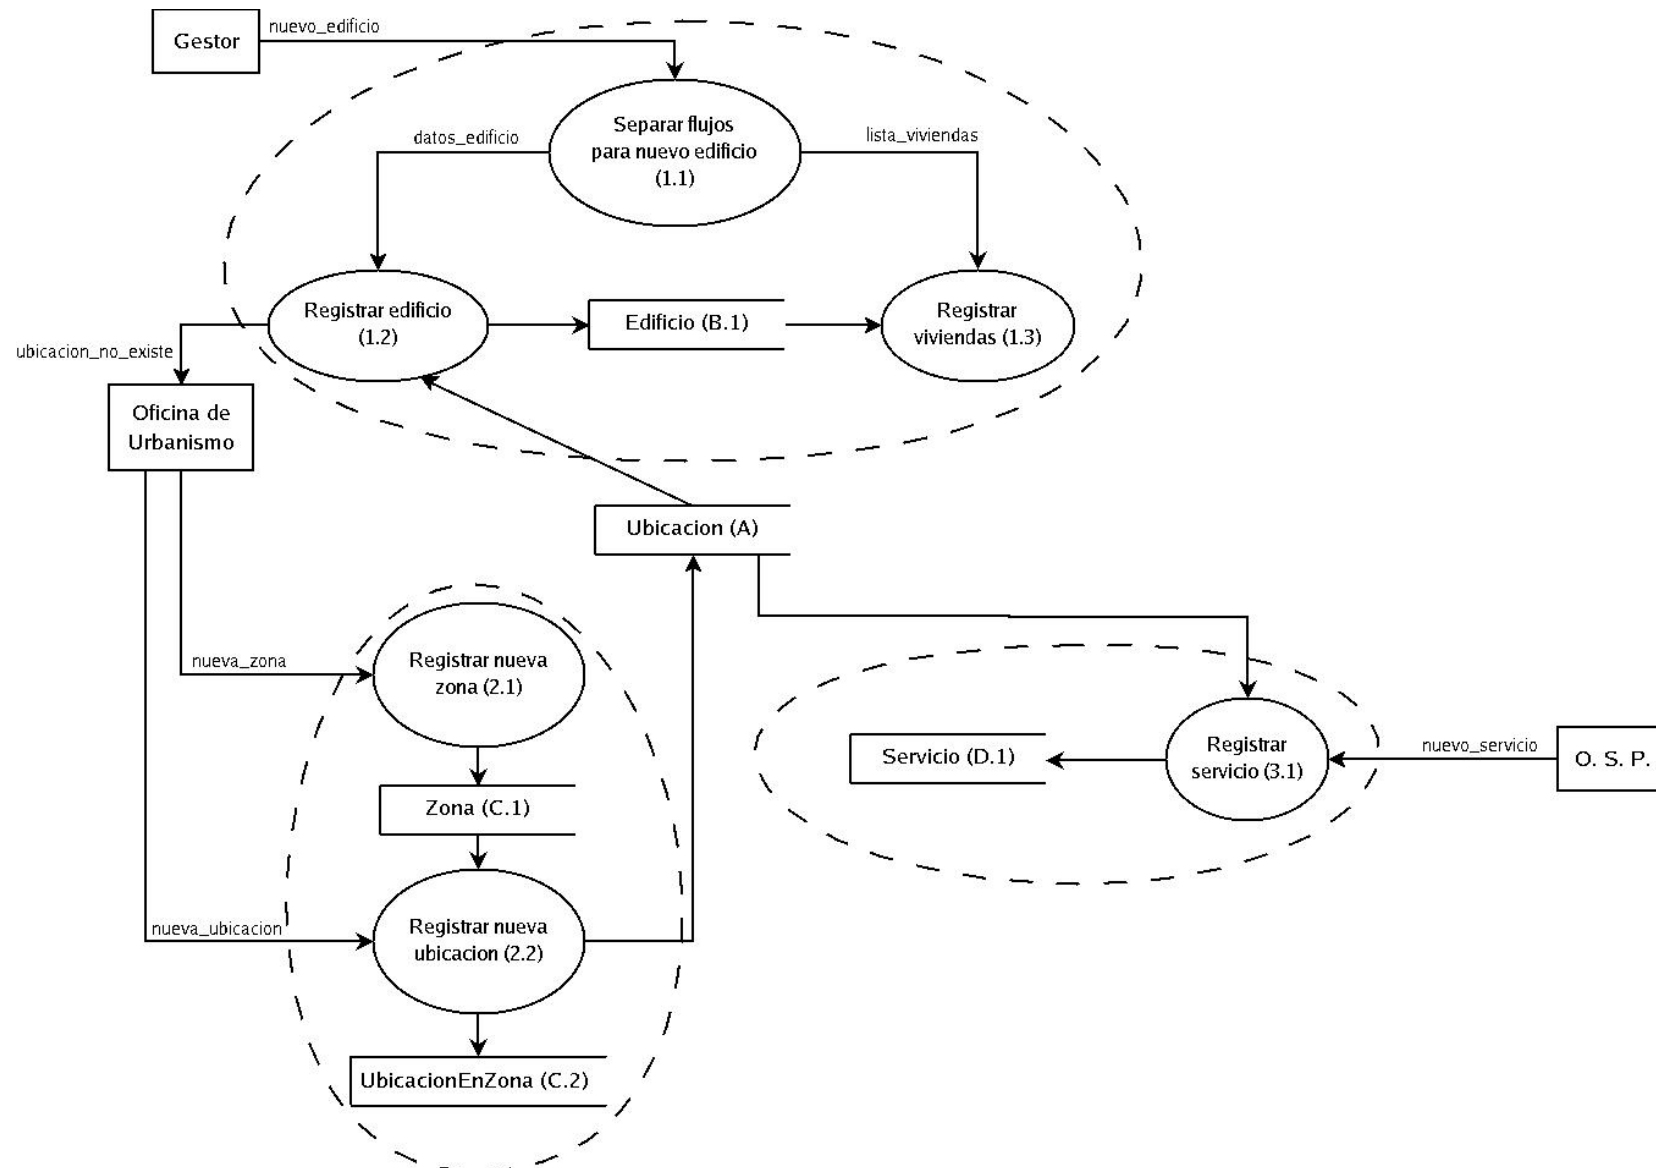 nuevo_edificio
Gestor
Separar flujos
para nuevo edificio
(1.1)
datos_edificio
lista_viviendas
Registrar edificio
(1.2)
Edificio (B.1)
Registrar
viviendas (1.3)
ubicacion_no_existe
Oficina de
Urbanismo
Ubicacion (A)
nueva_zona
Registrar nueva
zona (2.1)
Servicio (D.1)
Registrar
servicio (3.1)
nuevo_servicio
O. S. P.
Zona (C.1)
nueva_ubicacion
Registrar nueva
ubicacion (2.2)
UbicacionEnZona (C.2)